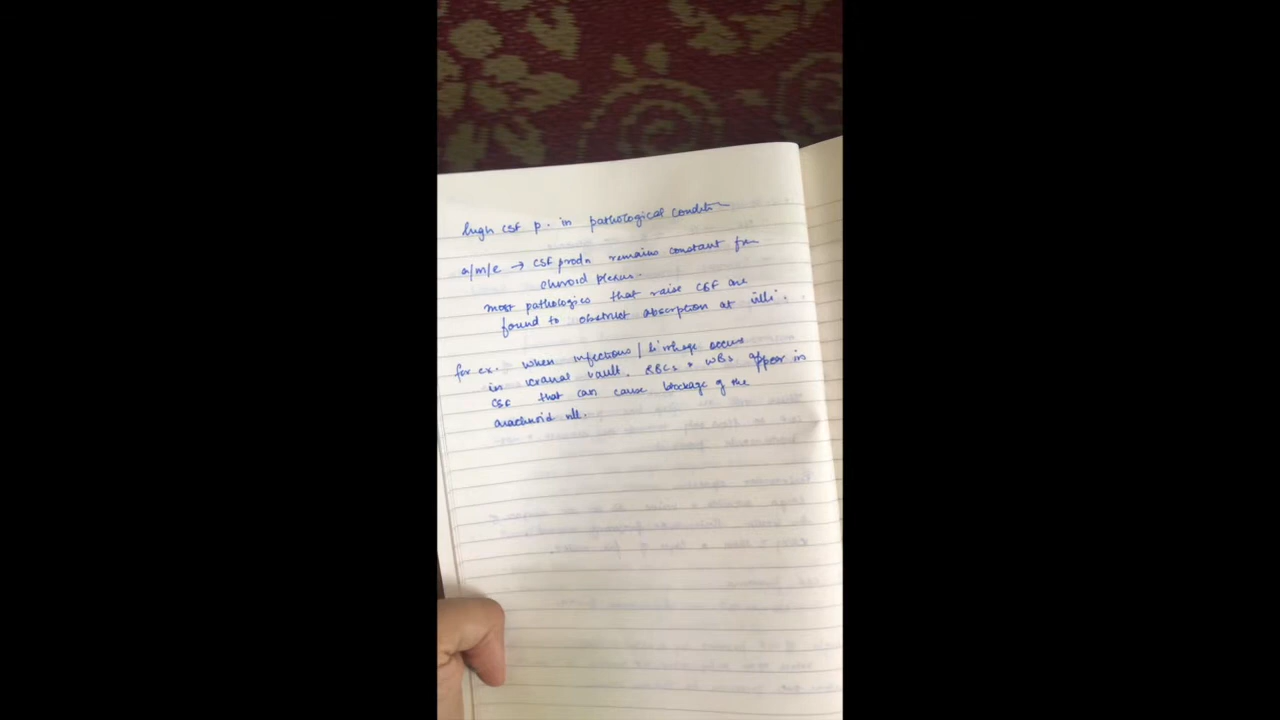 high CSF p. in pathological condition
a/m/e → CSF prodn remains constant from
choroid plexus.
most pathologies that raise CSF are
found to obstruct absorption at villi.
for ex. when infections / h'rrhage occurs
in cranial vault. RBCs & WBCs appear in
CSF that can cause blockage of the
arachnoid villi.